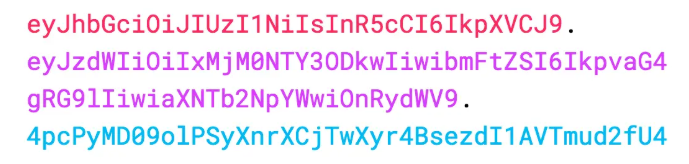 eyJhbGciOiJIUzI1NiIsInR5cCI6IkpXVCJ9.
eyJzdWIiOiIxMjM0NTY3ODkwIiwibmFtZSI6IkpvaG4
gRG9lIiwiaXNTb2NpYWwiOnRydWV9.
4pcPyMD09olPSyXnrXCjTwXyr4BsezdI1AVTmud2fU4